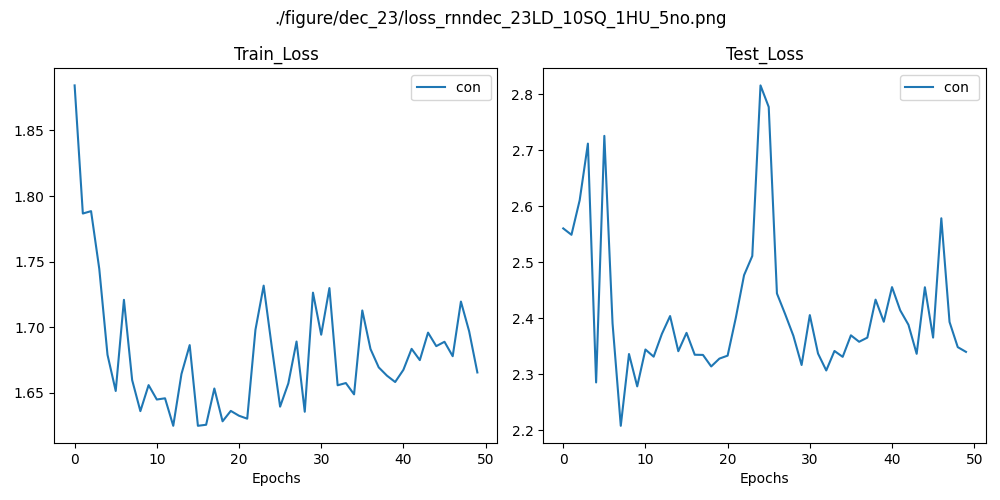 ./figure/dec_23/loss_rnndec_23LD_10SQ_1HU_5no.png
Train_Loss
con
1.85
1.80
1.75
1.70
1.65
0 10 20 30 40 50
Epochs
Test_Loss
con
2.8
2.7
2.6
2.5
2.4
2.3
2.2
0 10 20 30 40 50
Epochs